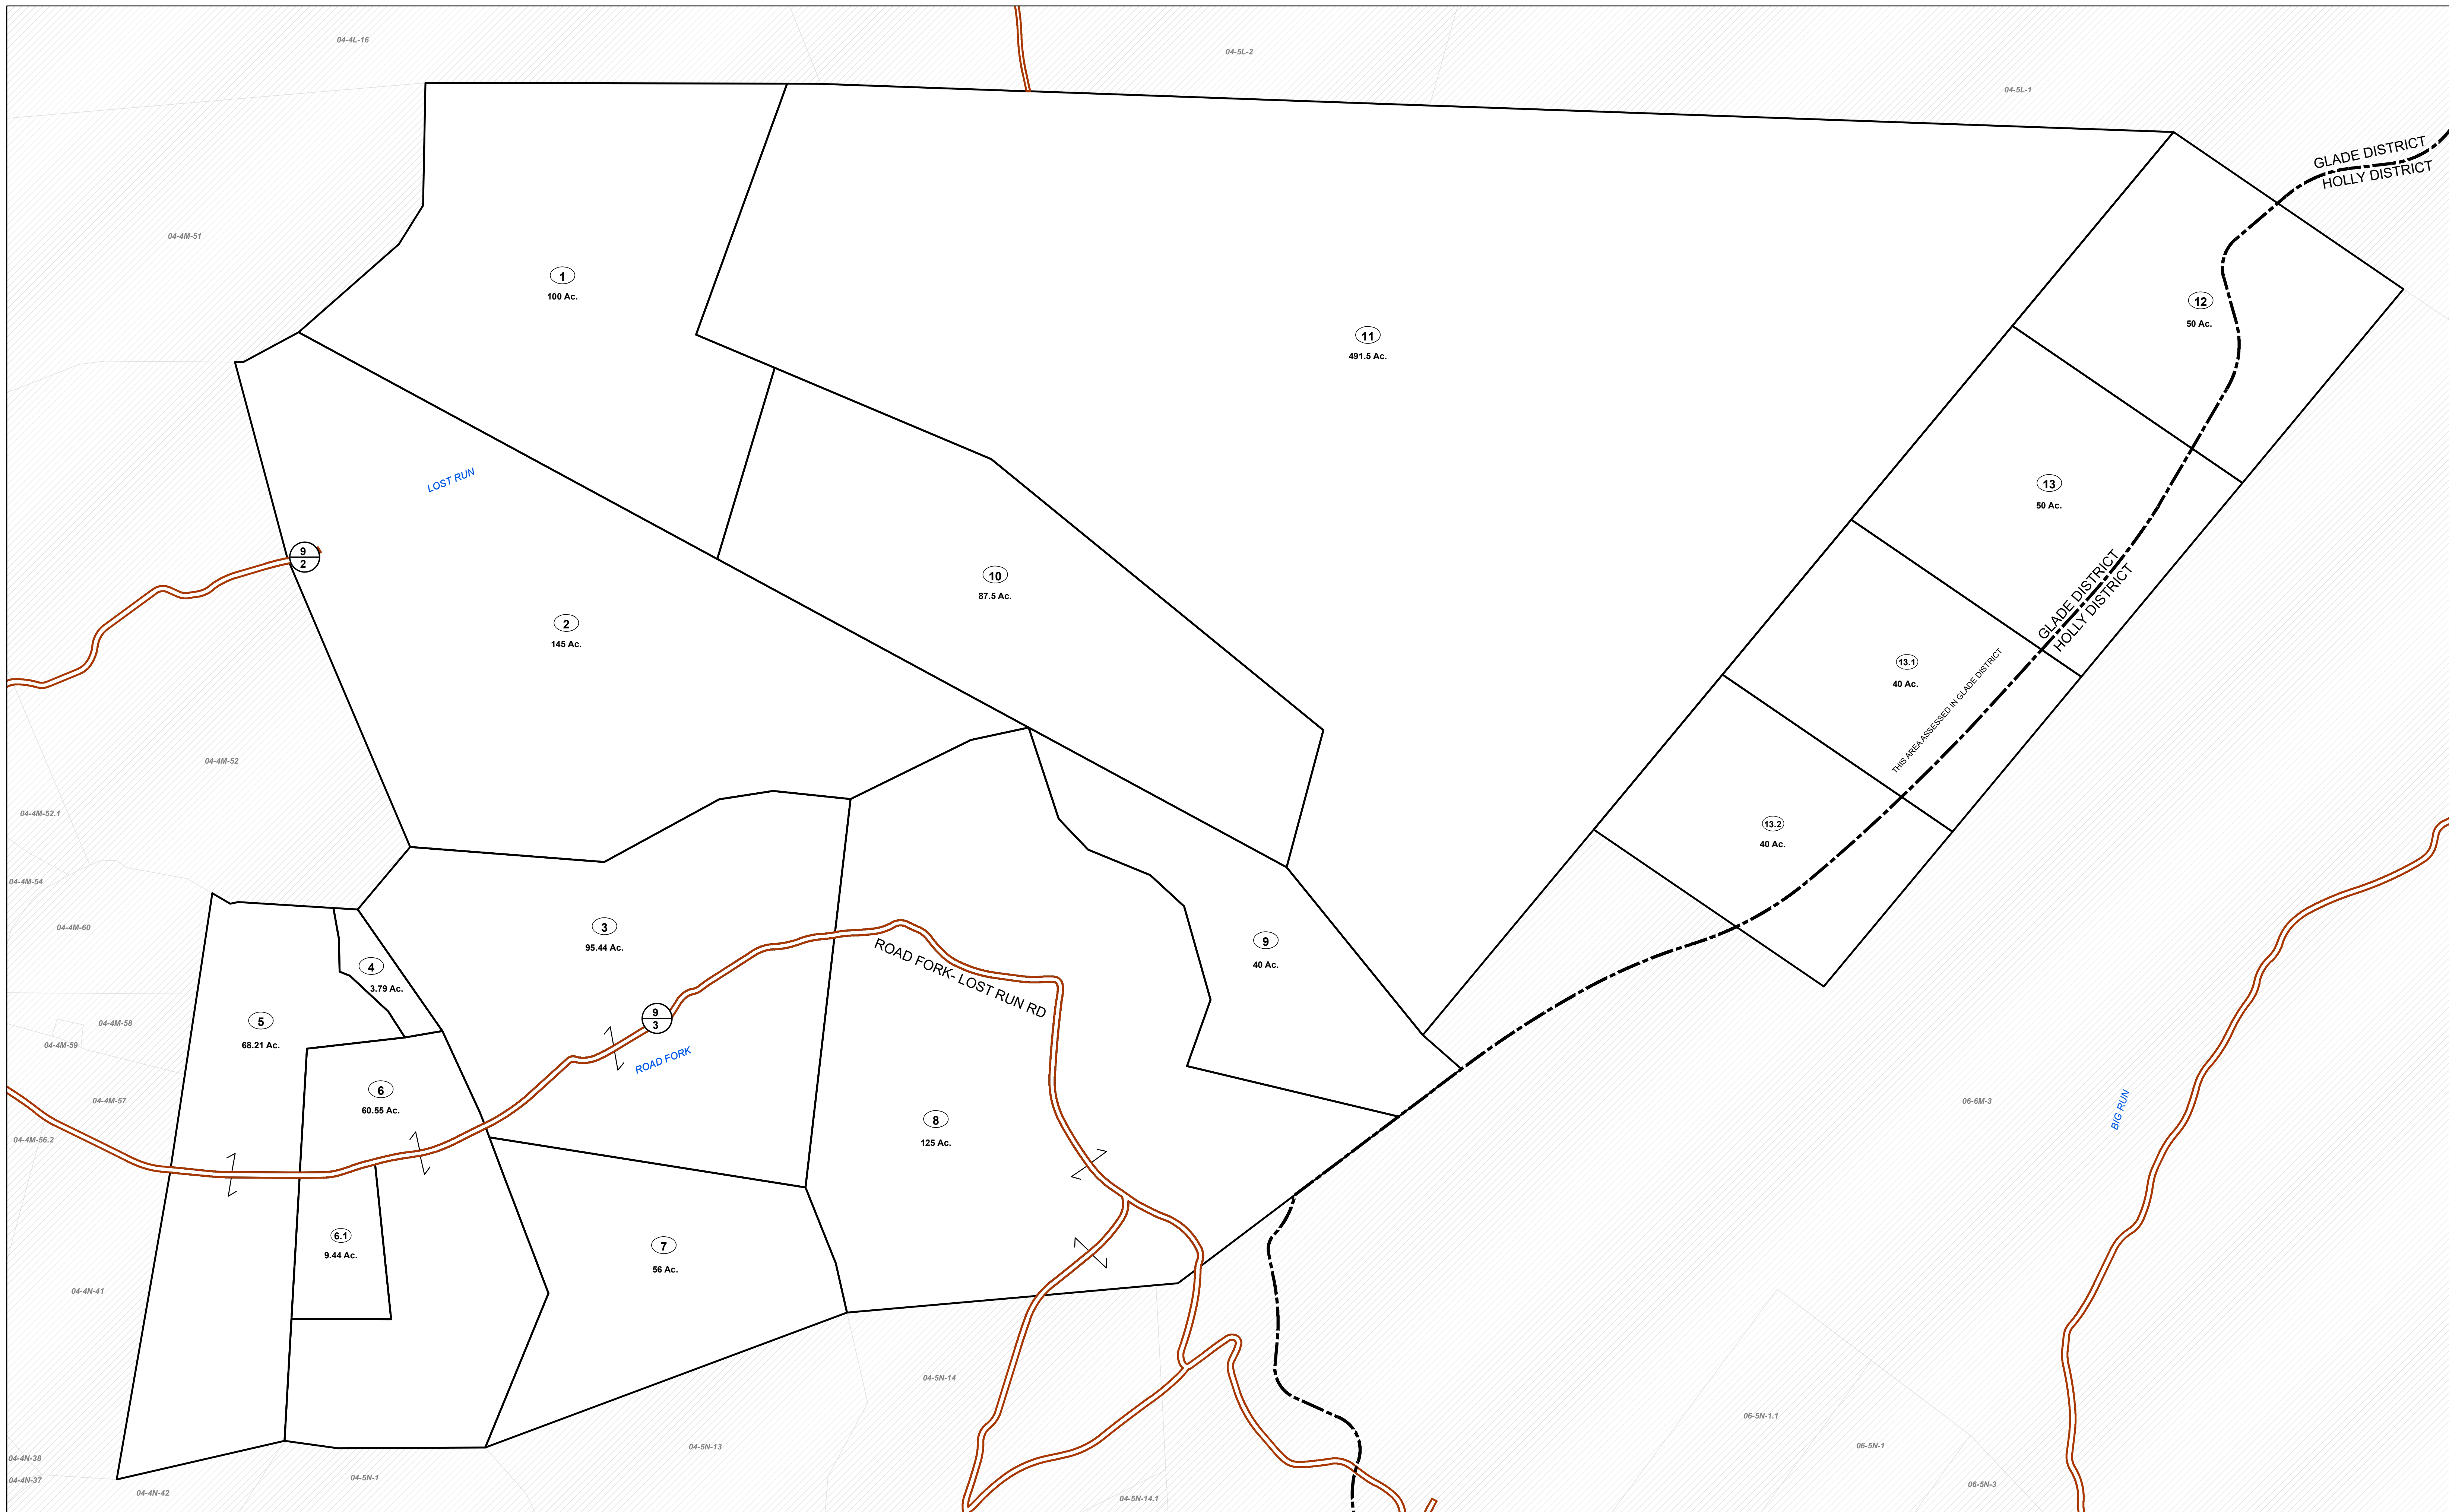 04-4L-16
04-5L-2
04-5L-1
GLADE DISTRICT
HOLLY DISTRICT
04-4M-51
1
100 Ac.
12
50 Ac.
11
491.5 Ac.
LOST RUN
13
50 Ac.
9
2
10
87.5 Ac.
GLADE DISTRICT
HOLLY DISTRICT
2
145 Ac.
13.1
40 Ac.
THIS AREA ASSESSED IN GLADE DISTRICT
04-4M-52
04-4M-52.1
13.2
40 Ac.
04-4M-54
04-4M-60
3
95.44 Ac.
9
40 Ac.
ROAD FORK- LOST RUN RD
4
3.79 Ac.
04-4M-58
5
68.21 Ac.
9
3
04-4M-59
ROAD FORK
6
60.55 Ac.
04-4M-57
06-6M-3
BIG RUN
8
125 Ac.
04-4M-56.2
6.1
9.44 Ac.
7
56 Ac.
04-4N-41
04-5N-14
06-5N-1.1
04-5N-13
06-5N-1
04-4N-38
04-4N-37
04-5N-1
06-5N-3
04-4N-42
04-5N-14.1